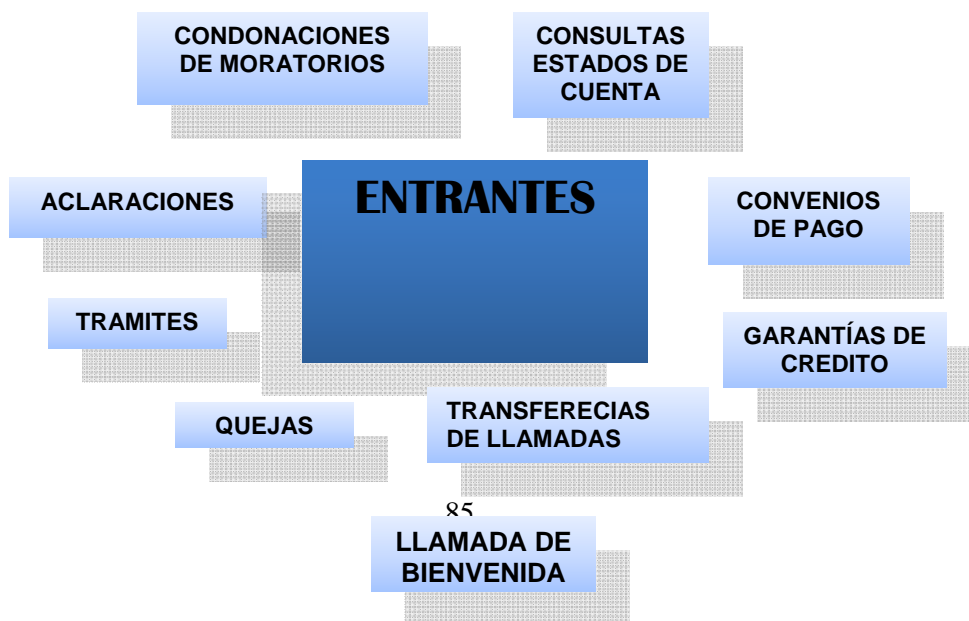 CONDONACIONES
DE MORATORIOS
CONSULTAS
ESTADOS DE
CUENTA
ENTRANTES
ACLARACIONES
CONVENIOS
DE PAGO
TRAMITES
GARANTÍAS DE
CREDITO
QUEJAS
TRANSFERECIAS
DE LLAMADAS
85
LLAMADA DE
BIENVENIDA